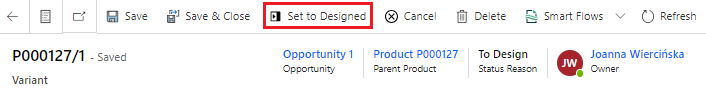 Save Save & Close Set to Designed Cancel Delete Smart Flows Refresh
P000127/1 - Saved Opportunity 1 Product P000127 To Design JW Joanna Wiercińska
Variant Opportunity Parent Product Status Reason Owner